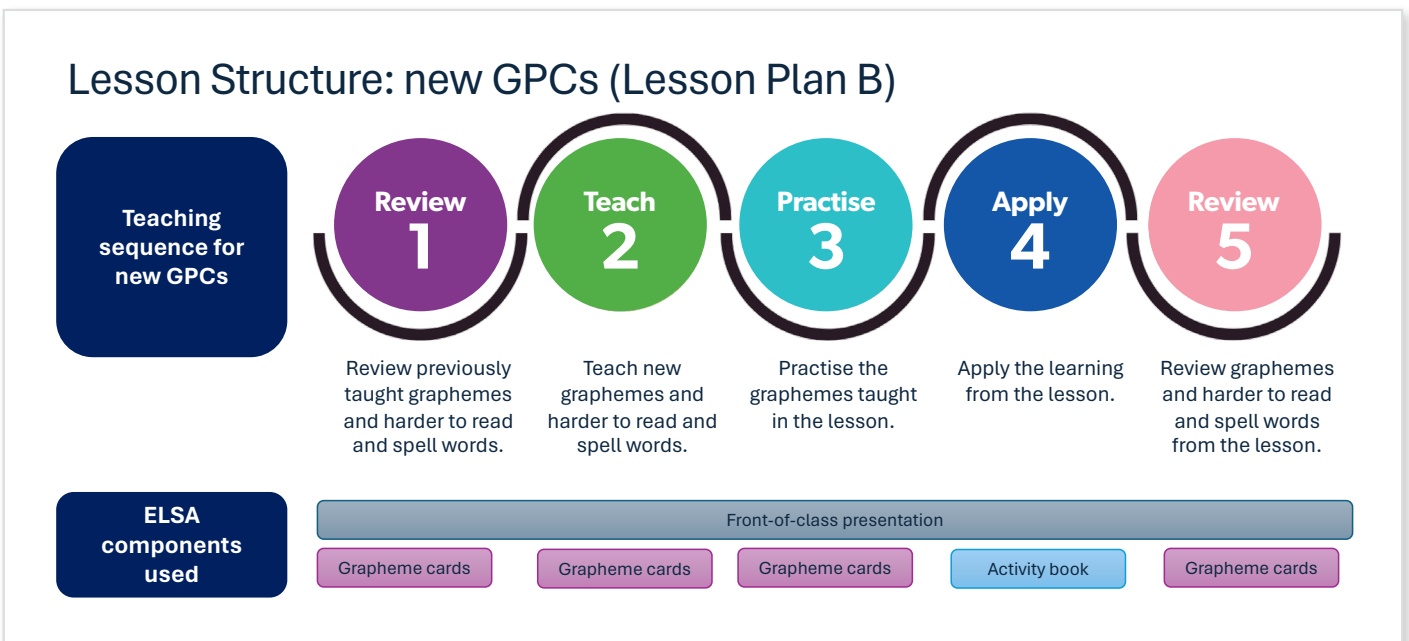 Lesson Structure: new GPCs (Lesson Plan B)
Teaching
sequence for
new GPCs
Review
1
Teach
2
Practise
3
Apply
4
Review
5
Review previously
taught graphemes
and harder to read
and spell words.
Teach new
graphemes and
harder to read and
spell words.
Practise the
graphemes taught
in the lesson.
Apply the learning
from the lesson.
Review graphemes
and harder to read
and spell words
from the lesson.
ELSA
components
used
Front-of-class presentation
Grapheme cards
Grapheme cards
Grapheme cards
Activity book
Grapheme cards